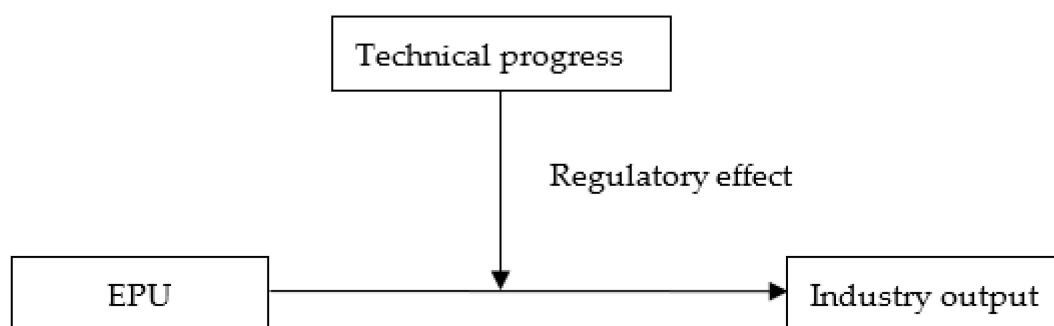 Technical progress
Regulatory effect
EPU
Industry output